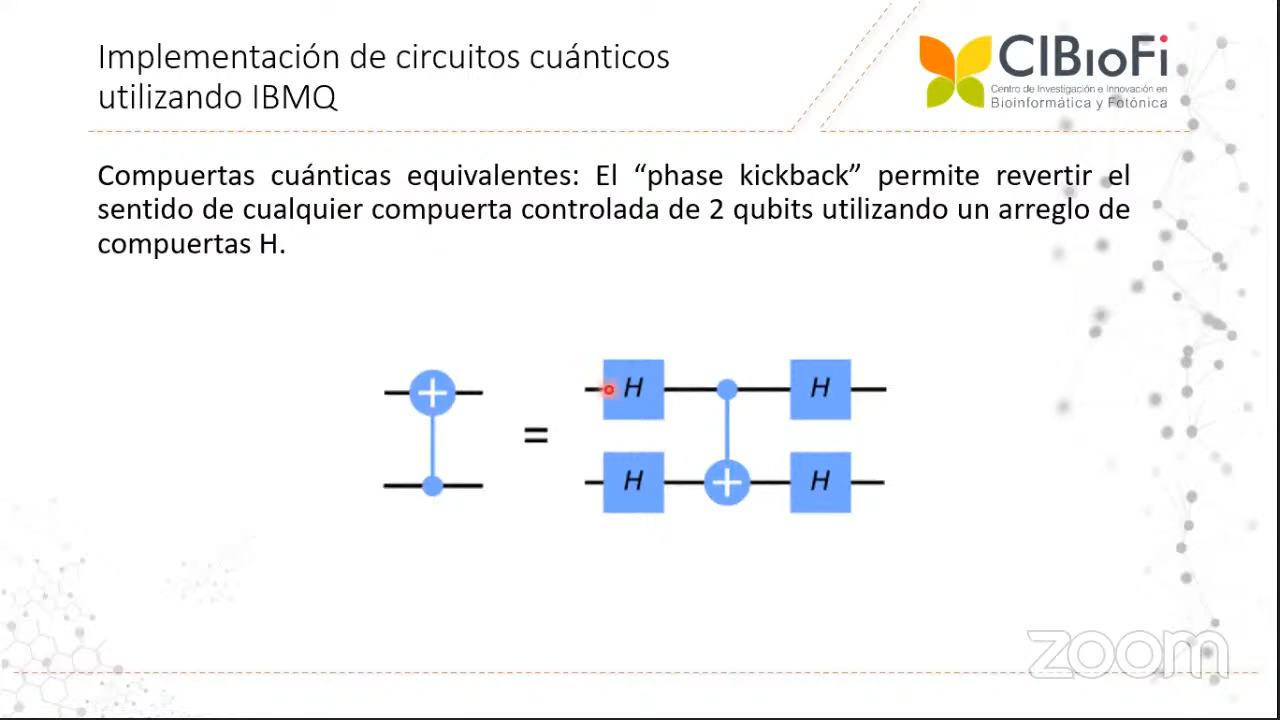 Implementación de circuitos cuánticos
utilizando IBMQ
CIBioFi
Centro de Investigación e Innovación en
Bioinformática y Fotónica
Compuertas cuánticas equivalentes: El “phase kickback” permite revertir el
sentido de cualquier compuerta controlada de 2 qubits utilizando un arreglo de
compuertas H.
H H
=
H H
zoom